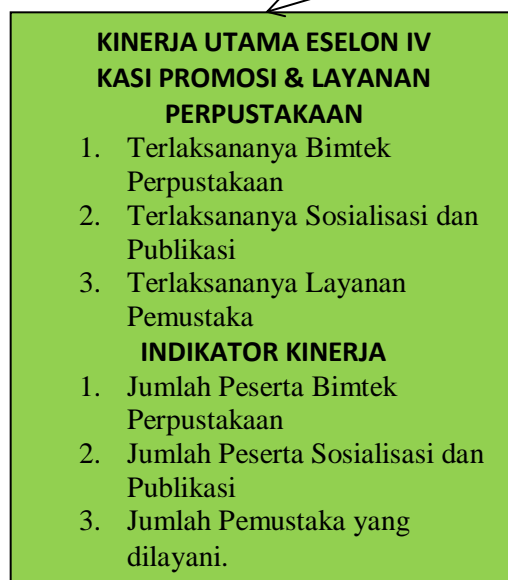 KINERJA UTAMA ESELON IV
KASI PROMOSI & LAYANAN
PERPUSTAKAAN
1. Terlaksananya Bimtek
Perpustakaan
2. Terlaksananya Sosialisasi dan
Publikasi
3. Terlaksananya Layanan
Pemustaka
INDIKATOR KINERJA
1. Jumlah Peserta Bimtek
Perpustakaan
2. Jumlah Peserta Sosialisasi dan
Publikasi
3. Jumlah Pemustaka yang
dilayani.